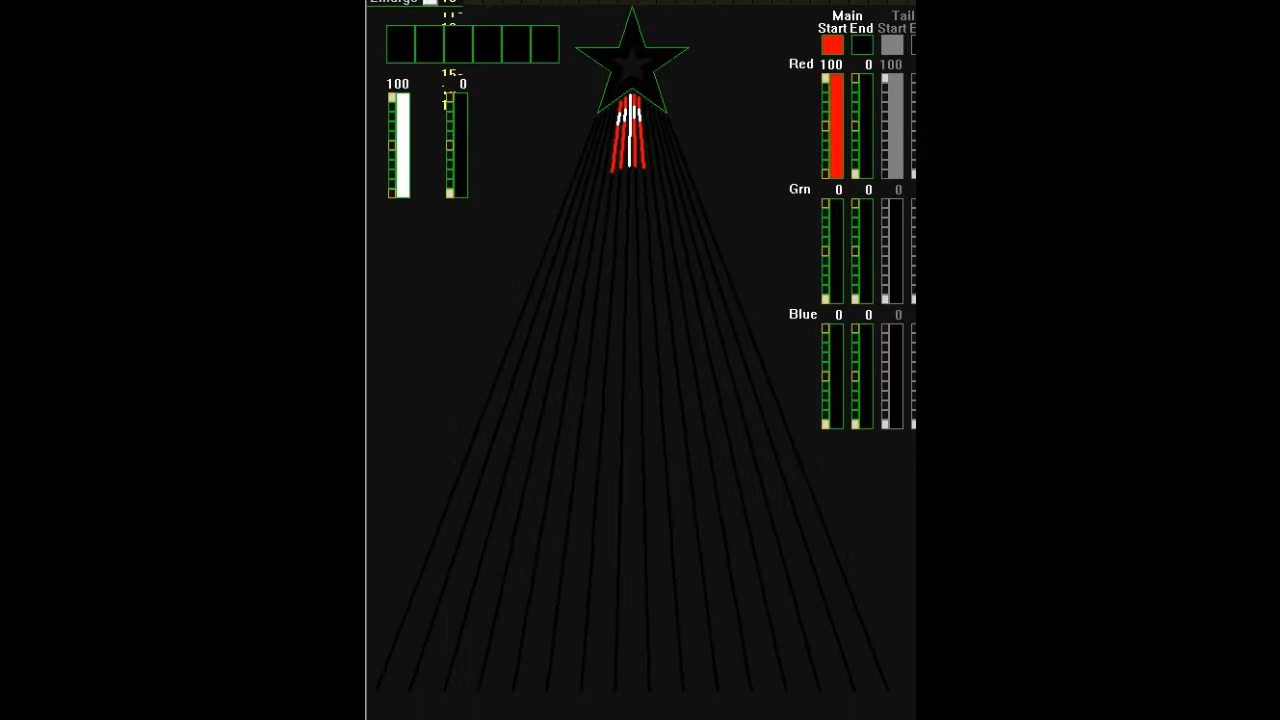 Main Tail
Start End Start
100 0
Red 100 0 100
15-
Grn 0 0 0
Blue 0 0 0